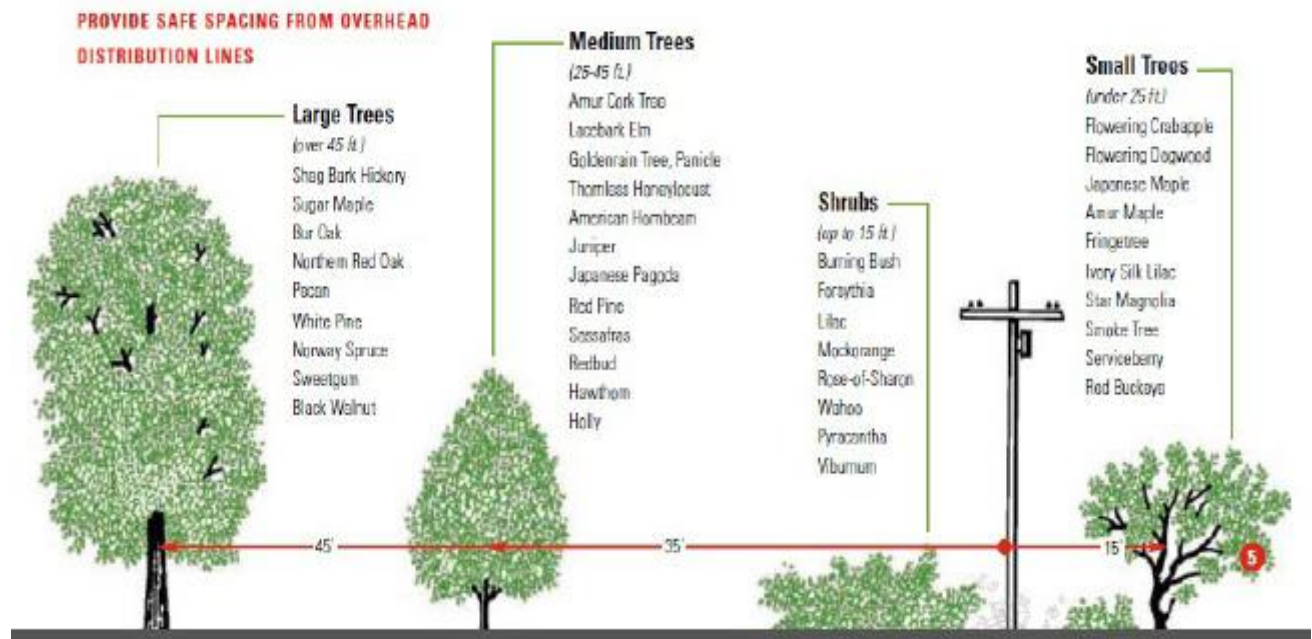 PROVIDE SAFE SPACING FROM OVERHEAD
DISTRIBUTION LINES
Large Trees
(over 45 ft.)
Shag Bark Hickory
Sugar Maple
Bur Oak
Northern Red Oak
Pecan
White Pine
Norway Spruce
Sweetgum
Black Walnut
Medium Trees
(25-45 ft.)
Amur Cork Tree
Lacebark Elm
Goldenrain Tree, Panicle
Thornless Honeylocust
American Hornbeam
Juniper
Japanese Pagoda
Red Pine
Sassafras
Redbud
Hawthorn
Holly
Shrubs
(up to 15 ft.)
Burning Bush
Forsythia
Lilac
Mockorange
Rose-of-Sharon
Wahoo
Pyracantha
Viburnum
Small Trees
(under 25 ft.)
Flowering Crabapple
Flowering Dogwood
Japanese Maple
Amur Maple
Fringetree
Ivory Silk Lilac
Star Magnolia
Smoke Tree
Serviceberry
Red Buckeye
45'
35'
15'
5